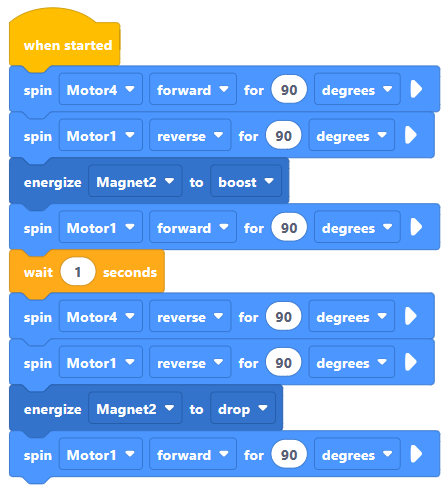 when started
spin Motor4 forward for 90 degrees
spin Motor1 reverse for 90 degrees
energize Magnet2 to boost
spin Motor1 forward for 90 degrees
wait 1 seconds
spin Motor4 reverse for 90 degrees
spin Motor1 reverse for 90 degrees
energize Magnet2 to drop
spin Motor1 forward for 90 degrees